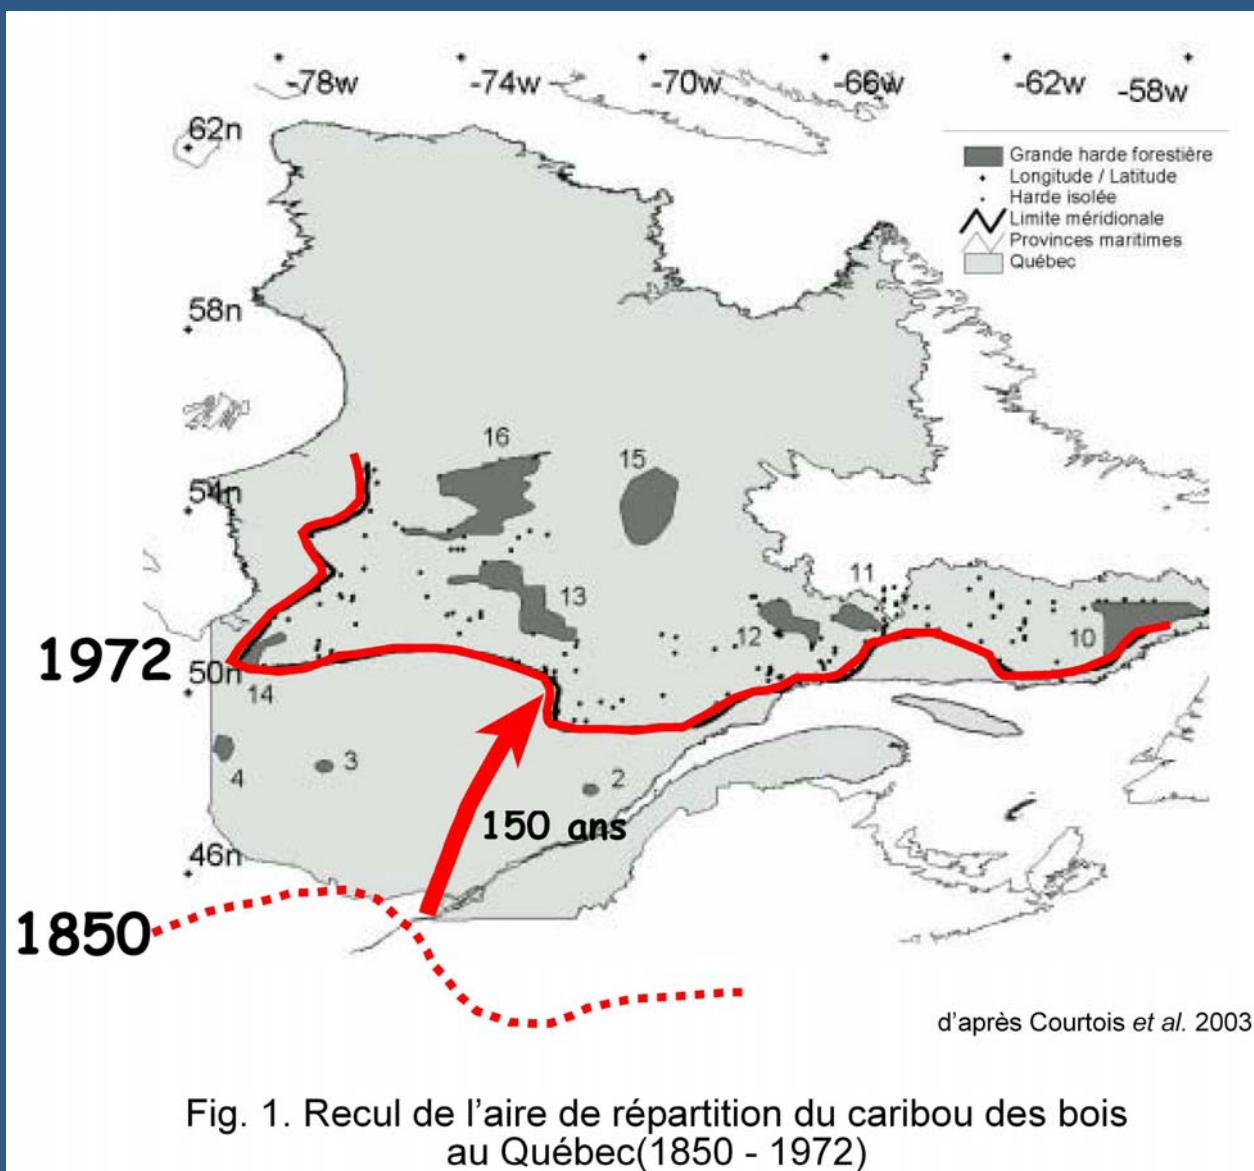 -78w
-74w
-70w
-66w
-62w
-58w
62n
Grande harde forestière
Longitude / Latitude
Harde isolée
Limite méridionale
Provinces maritimes
Québec
58n
16
15
54n
13
11
12
10
1972
50n
14
4
3
2
150 ans
46n
1850
d'après Courtois et al. 2003
Fig. 1. Recul de l'aire de répartition du caribou des bois
au Québec(1850 - 1972)